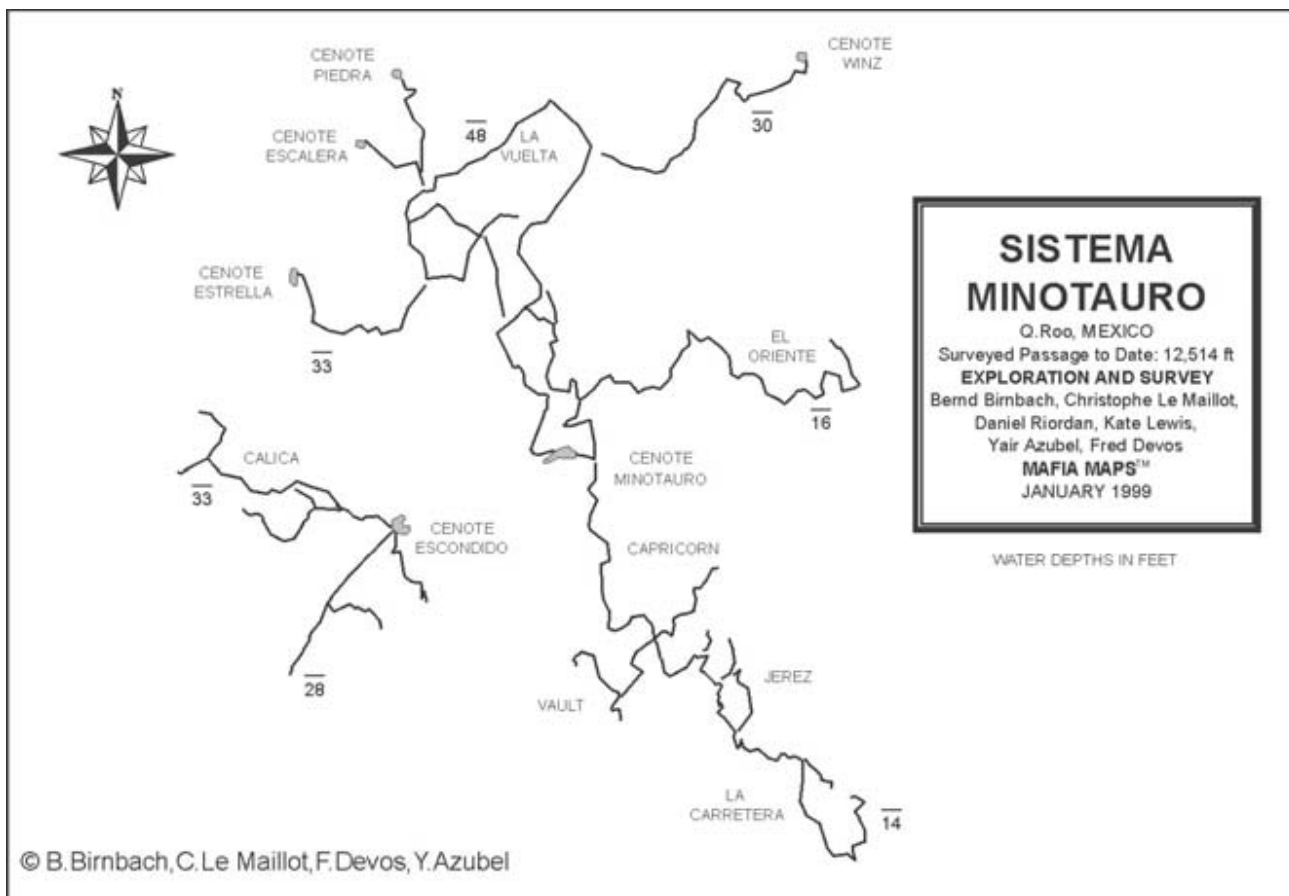 CENOTE
PIEDRA
CENOTE
WINZ
N
48
LA
VUELTA
30
CENOTE
ESCALERA
SISTEMA
MINOTAURO
Q.Roo, MEXICO
Surveyed Passage to Date: 12,514 ft
EXPLORATION AND SURVEY
Bernd Birnbach, Christophe Le Maillot,
Daniel Riordan, Kate Lewis,
Yair Azubel, Fred Devos
MAFIA MAPS™
JANUARY 1999
WATER DEPTHS IN FEET
CENOTE
ESTRELLA
33
EL
ORIENTE
16
CALICA
33
CENOTE
MINOTAURO
CENOTE
ESCONDIDO
CAPRICORN
28
VAULT
JEREZ
LA
CARRETERA
14
© B.Birnbach,C.Le Maillot,F.Devos,Y.Azubel